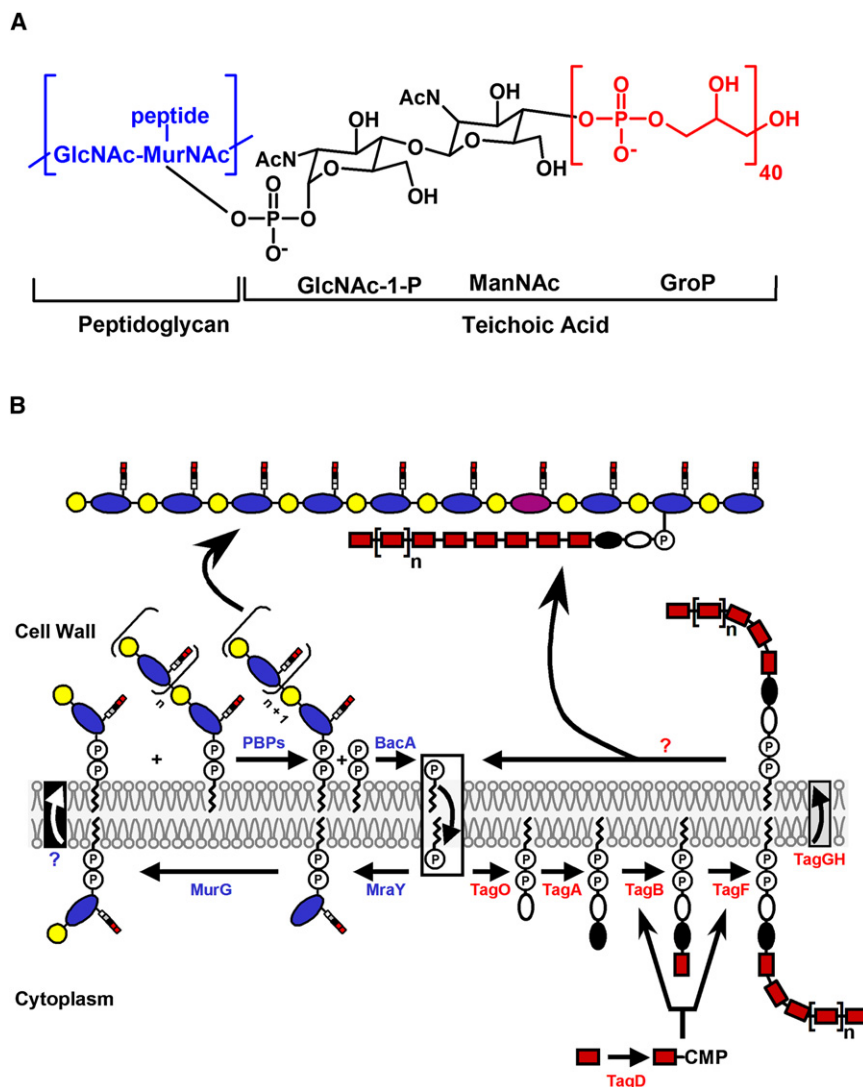 A
peptide
GlcNAc-MurNAc
O
O
P
O
O-
AcN
OH
O
O
OH
AcN
OH
O
O
OH
O
O
P
O
O-
OH
OH
40
GlcNAc-1-P ManNAc GroP
Peptidoglycan Teichoic Acid
B
n
P
n
Cell Wall
n
n + 1
PBPs
BacA
?
+
+
P
P
P
P
P
P
P
P
P
P
P
?
TagGH
P
P
P
P
P
P
P
P
P
P
P
P
P
MurG
MraY
TagO
TagA
TagB
TagF
Cytoplasm
n
CMP
TagD